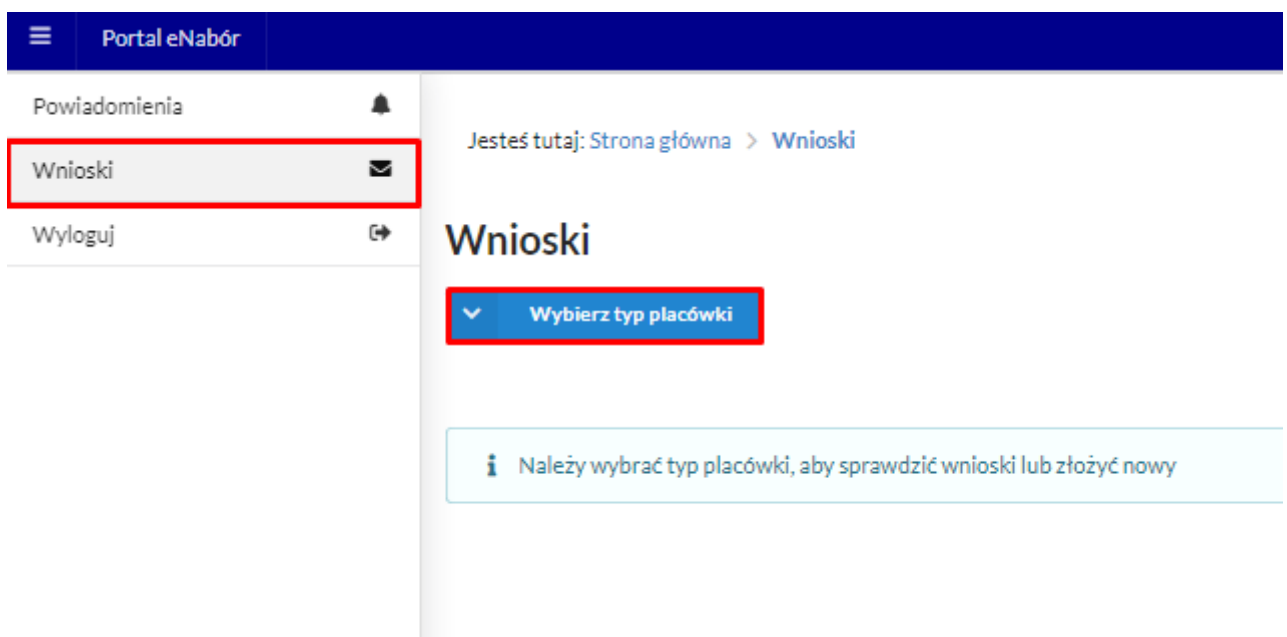 Portal eNabór
Powiadomienia
Wnioski
Wyloguj
Jesteś tutaj: Strona główna > Wnioski
Wnioski
Wybierz typ placówki
Należy wybrać typ placówki, aby sprawdzić wnioski lub złożyć nowy